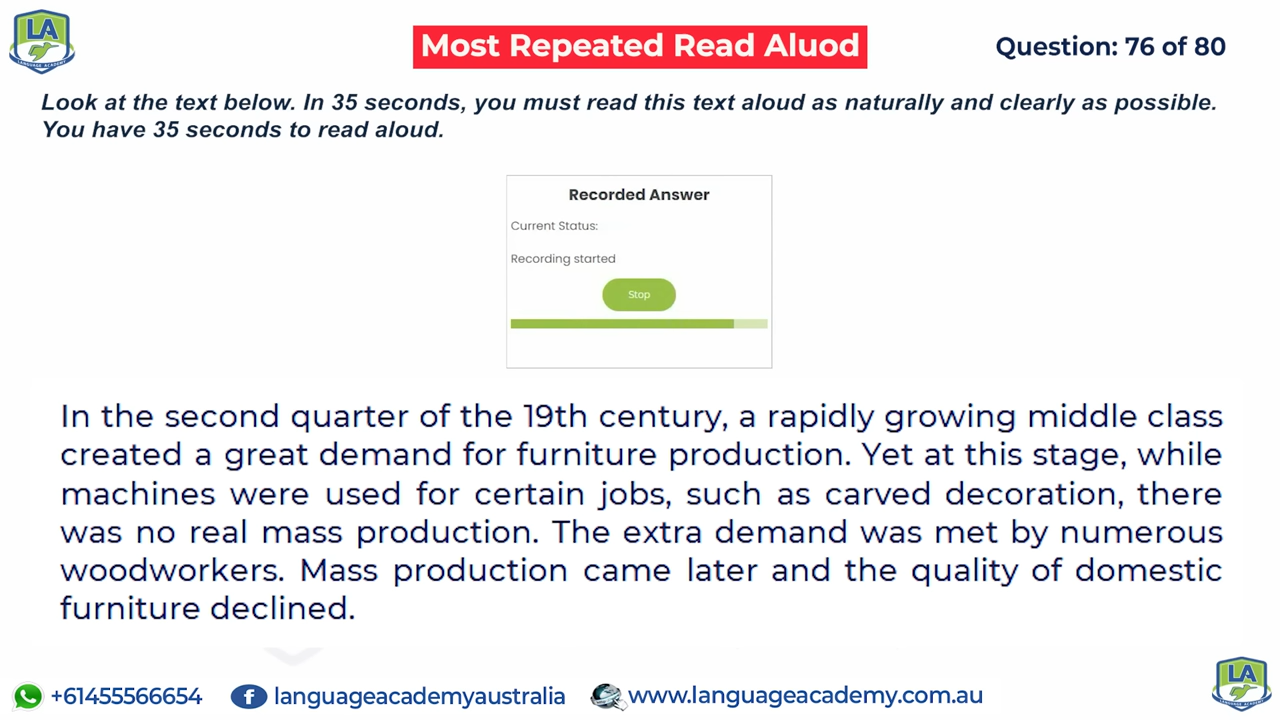 LA
LANGUAGE ACADEMY
Most Repeated Read Aluod
Question: 76 of 80
Look at the text below. In 35 seconds, you must read this text aloud as naturally and clearly as possible.
You have 35 seconds to read aloud.
Recorded Answer
Current Status:
Recording started
Stop
In the second quarter of the 19th century, a rapidly growing middle class
created a great demand for furniture production. Yet at this stage, while
machines were used for certain jobs, such as carved decoration, there
was no real mass production. The extra demand was met by numerous
woodworkers. Mass production came later and the quality of domestic
furniture declined.
+61455566654
languageacademyaustralia
www.languageacademy.com.au
LA
LANGUAGE ACADEMY